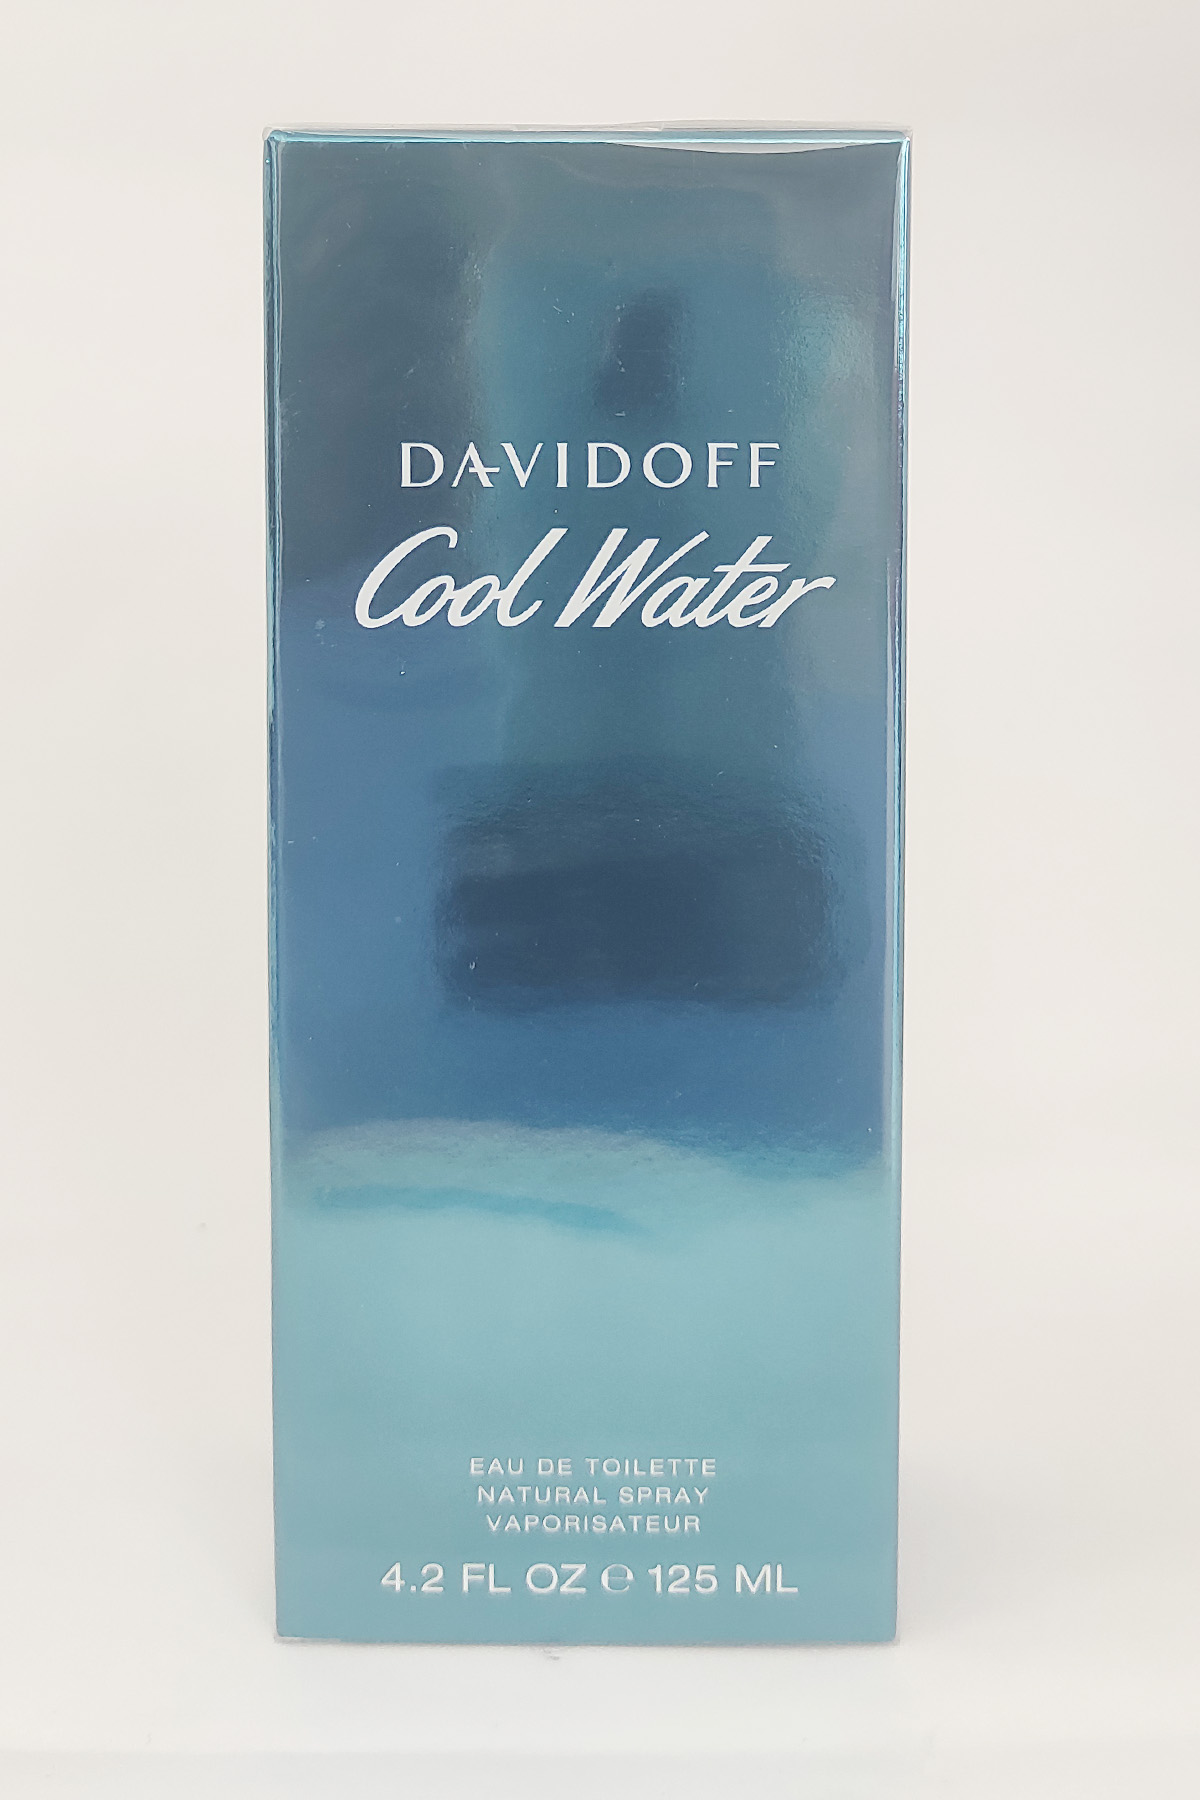 DAVIDOFF
Cool Water
EAU DE TOILETTE
NATURAL SPRAY
VAPORISATEUR
4.2 FL OZ ℮ 125 ML